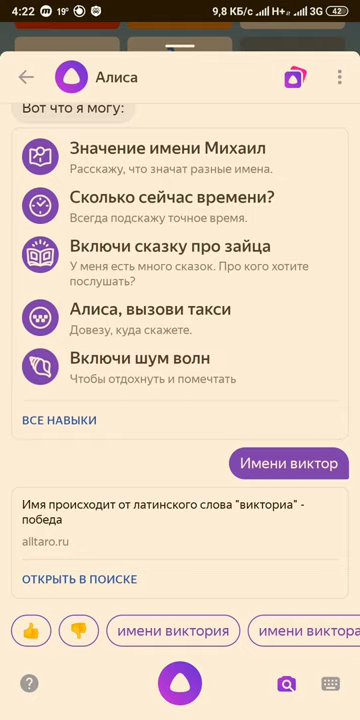 4:22 19° 9,8 КБ/с H+ 3G 42
Алиса
Вот что я могу:
Значение имени Михаил
Расскажу, что значат разные имена.
Сколько сейчас времени?
Всегда подскажу точное время.
Включи сказку про зайца
У меня есть много сказок. Про кого хотите
послушать?
Алиса, вызови такси
Довезу, куда скажете.
Включи шум волн
Чтобы отдохнуть и помечтать
ВСЕ НАВЫКИ
Имени виктор
Имя происходит от латинского слова "викториа" -
победа
alltaro.ru
ОТКРЫТЬ В ПОИСКЕ
имени виктория
имени виктора